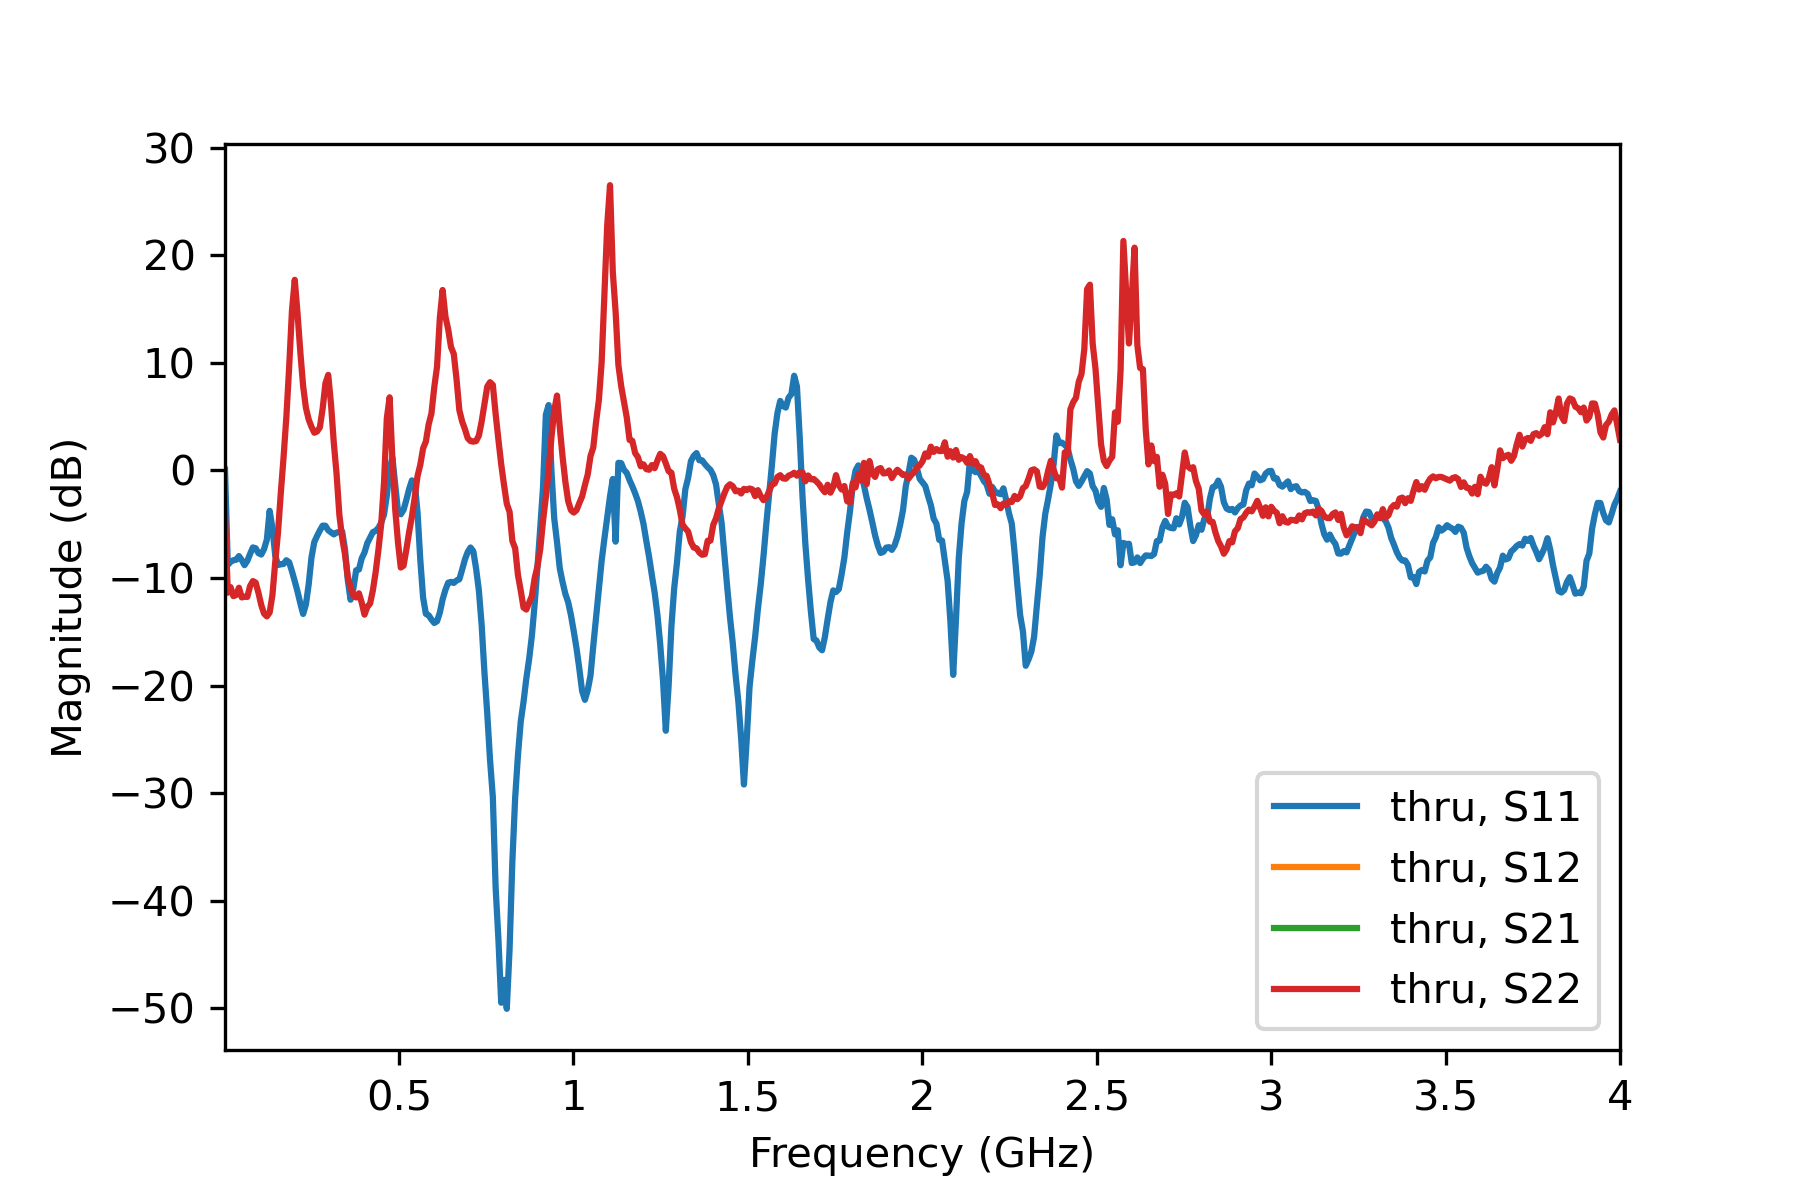 30
20
10
0
−10
−20
−30
−40
−50
Magnitude (dB)
thru, S11
thru, S12
thru, S21
thru, S22
0.5 1 1.5 2 2.5 3 3.5 4
Frequency (GHz)